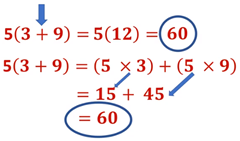 5(3 + 9) = 5(12) = 60
5(3 + 9) = (5 × 3) + (5 × 9)
= 15 + 45
= 60